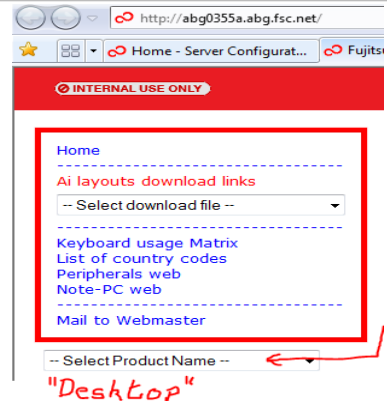 http://abg0355a.abg.fsc.net/
Home - Server Configurat...
Fujits
INTERNAL USE ONLY
Home
Ai layouts download links
-- Select download file --
Keyboard usage Matrix
List of country codes
Peripherals web
Note-PC web
Mail to Webmaster
-- Select Product Name --
"Desktop"